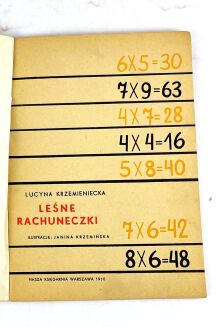 6X5=30
7X9=63
4X7=28
4X4=16
5X8=40
LUCYNA KRZEMIENIECKA
LEŚNE
RACHUNECZKI
ILUSTRACJE: JANINA KRZEMIŃSKA
7X6=42
8X6=48
NASZA KSIĘGARNIA WARSZAWA 1970